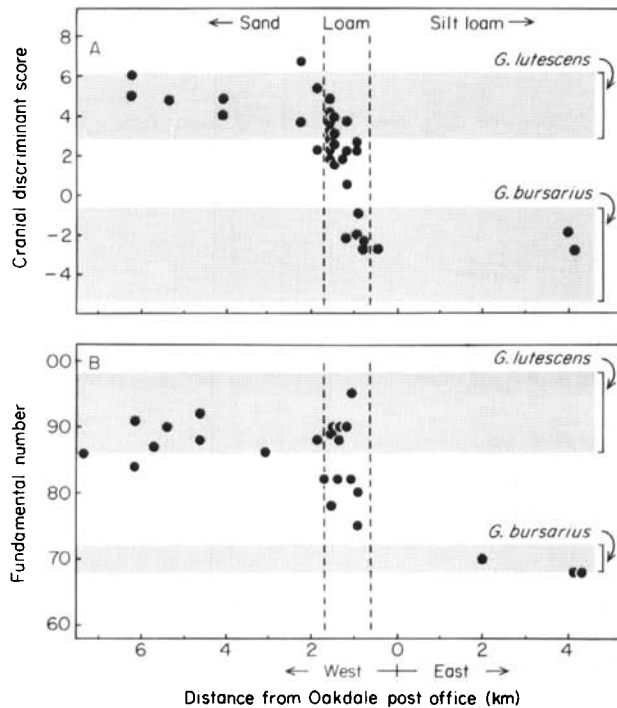 ← Sand Loam Silt loam →
A
G. lutescens
G. bursarius
Cranial discriminant score
8
6
4
2
0
-2
-4
B
G. lutescens
G. bursarius
Fundamental number
00
90
80
70
60
6 4 2 0 2 4
← West East →
Distance from Oakdale post office (km)